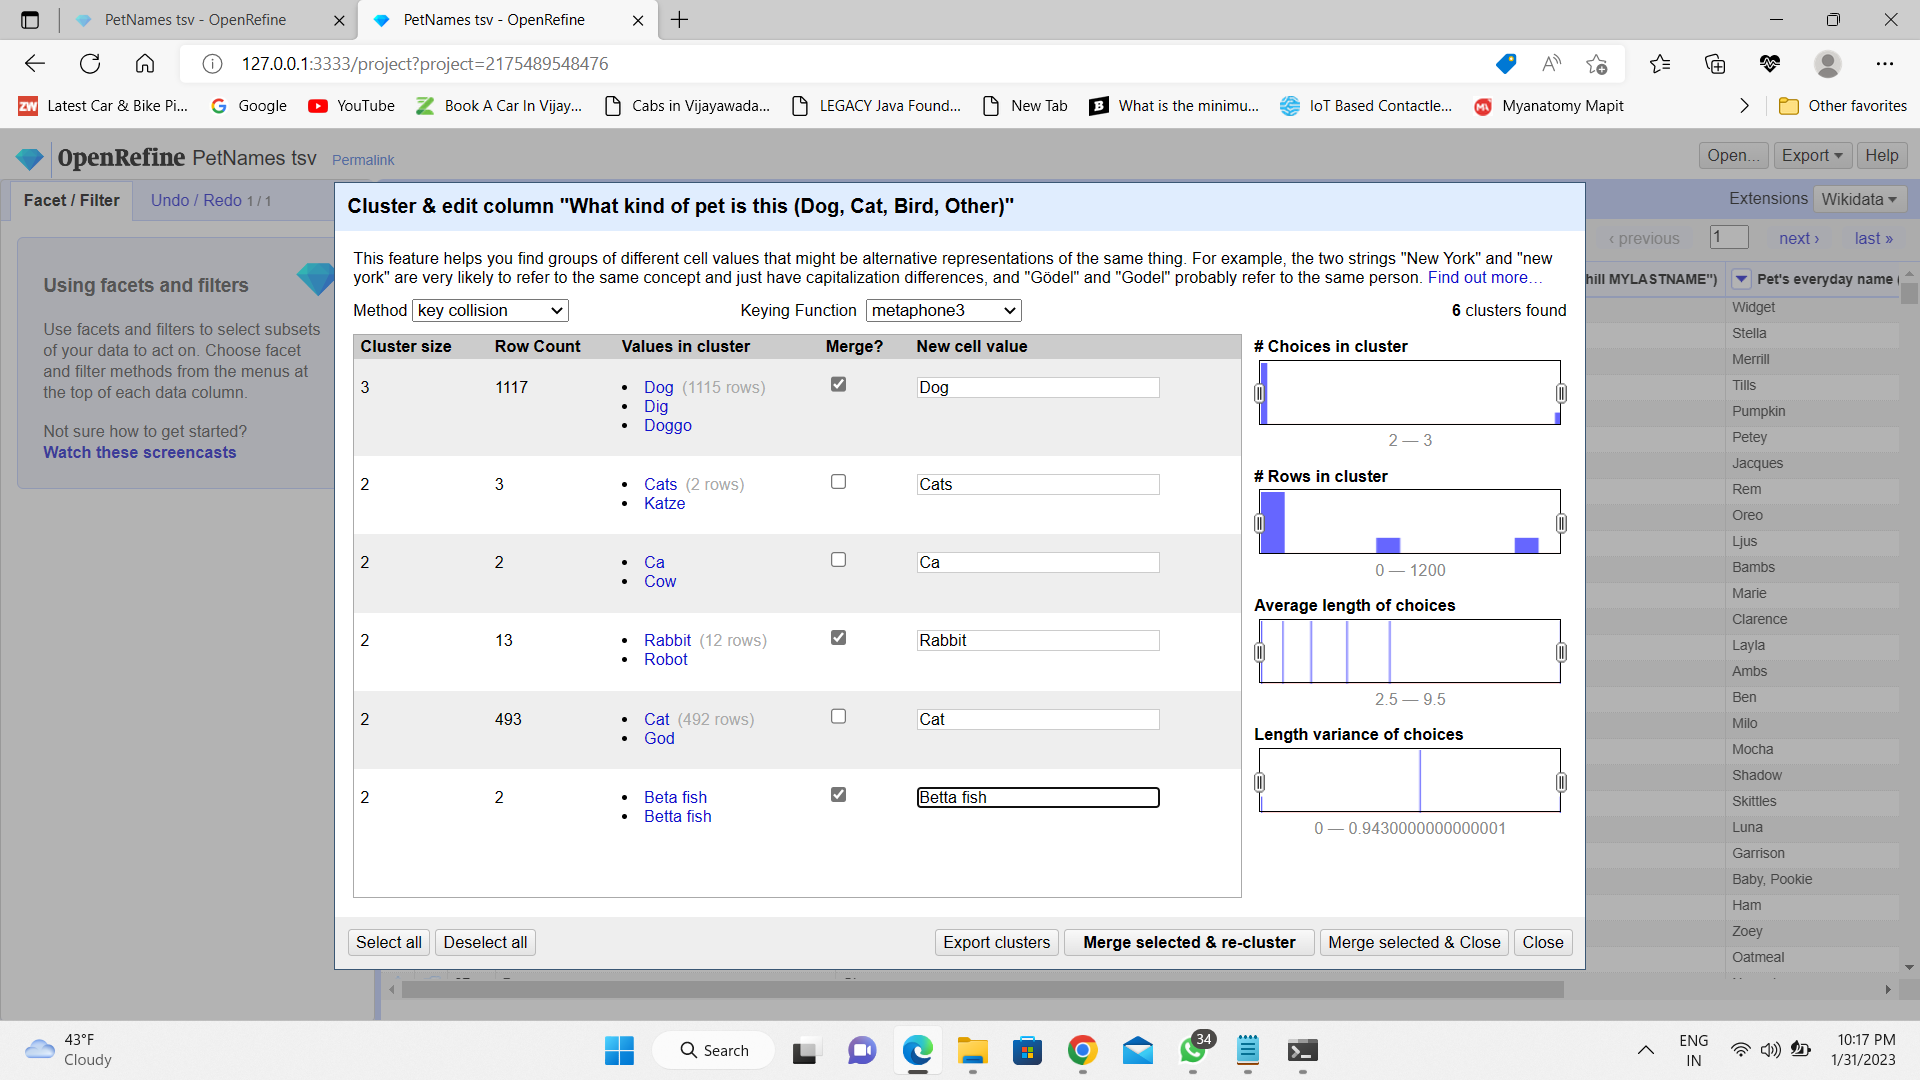 PetNames tsv - OpenRefine
PetNames tsv - OpenRefine
127.0.0.1:3333/project?project=2175489548476
Latest Car & Bike Pi...
Google
YouTube
Book A Car In Vijay...
Cabs in Vijayawada...
LEGACY Java Found...
New Tab
What is the minimu...
IoT Based Contactle...
Myanatomy Mapit
Other favorites
OpenRefine PetNames tsv Permalink
Open... Export Help
Facet / Filter Undo / Redo 1 / 1
Extensions Wikidata
‹ previous 1 next › last »
Using facets and filters
Use facets and filters to select subsets
of your data to act on. Choose facet
and filter methods from the menus at
the top of each data column.
Not sure how to get started?
Watch these screencasts
Cluster & edit column "What kind of pet is this (Dog, Cat, Bird, Other)"
This feature helps you find groups of different cell values that might be alternative representations of the same thing. For example, the two strings "New York" and "new
york" are very likely to refer to the same concept and just have capitalization differences, and "Gödel" and "Godel" probably refer to the same person. Find out more…
Method key collision Keying Function metaphone3 6 clusters found
Cluster size Row Count Values in cluster Merge? New cell value
3 1117 Dog (1115 rows) Dog
Dig
Doggo
2 3 Cats (2 rows) Cats
Katze
2 2 Ca Ca
Cow
2 13 Rabbit (12 rows) Rabbit
Robot
2 493 Cat (492 rows) Cat
God
2 2 Beta fish Betta fish
Betta fish
# Choices in cluster
2 — 3
# Rows in cluster
0 — 1200
Average length of choices
2.5 — 9.5
Length variance of choices
0 — 0.9430000000000001
Select all Deselect all Export clusters Merge selected & re-cluster Merge selected & Close Close
hill MYLASTNAME") Pet's everyday name
Widget
Stella
Merrill
Tills
Pumpkin
Petey
Jacques
Rem
Oreo
Ljus
Bambs
Marie
Clarence
Layla
Ambs
Ben
Milo
Mocha
Shadow
Skittles
Luna
Garrison
Baby, Pookie
Ham
Zoey
Oatmeal
43°F
Cloudy
Search
34
ENG
IN
10:17 PM
1/31/2023